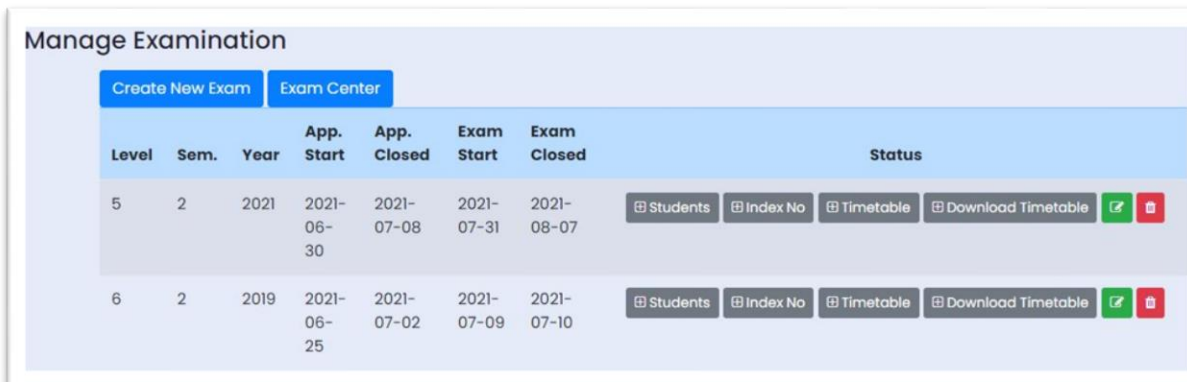 Manage Examination
Create New Exam Exam Center
Level Sem. Year App. Start App. Closed Exam Start Exam Closed Status
5 2 2021 2021-06-30 2021-07-08 2021-07-31 2021-08-07 Students Index No Timetable Download Timetable
6 2 2019 2021-06-25 2021-07-02 2021-07-09 2021-07-10 Students Index No Timetable Download Timetable